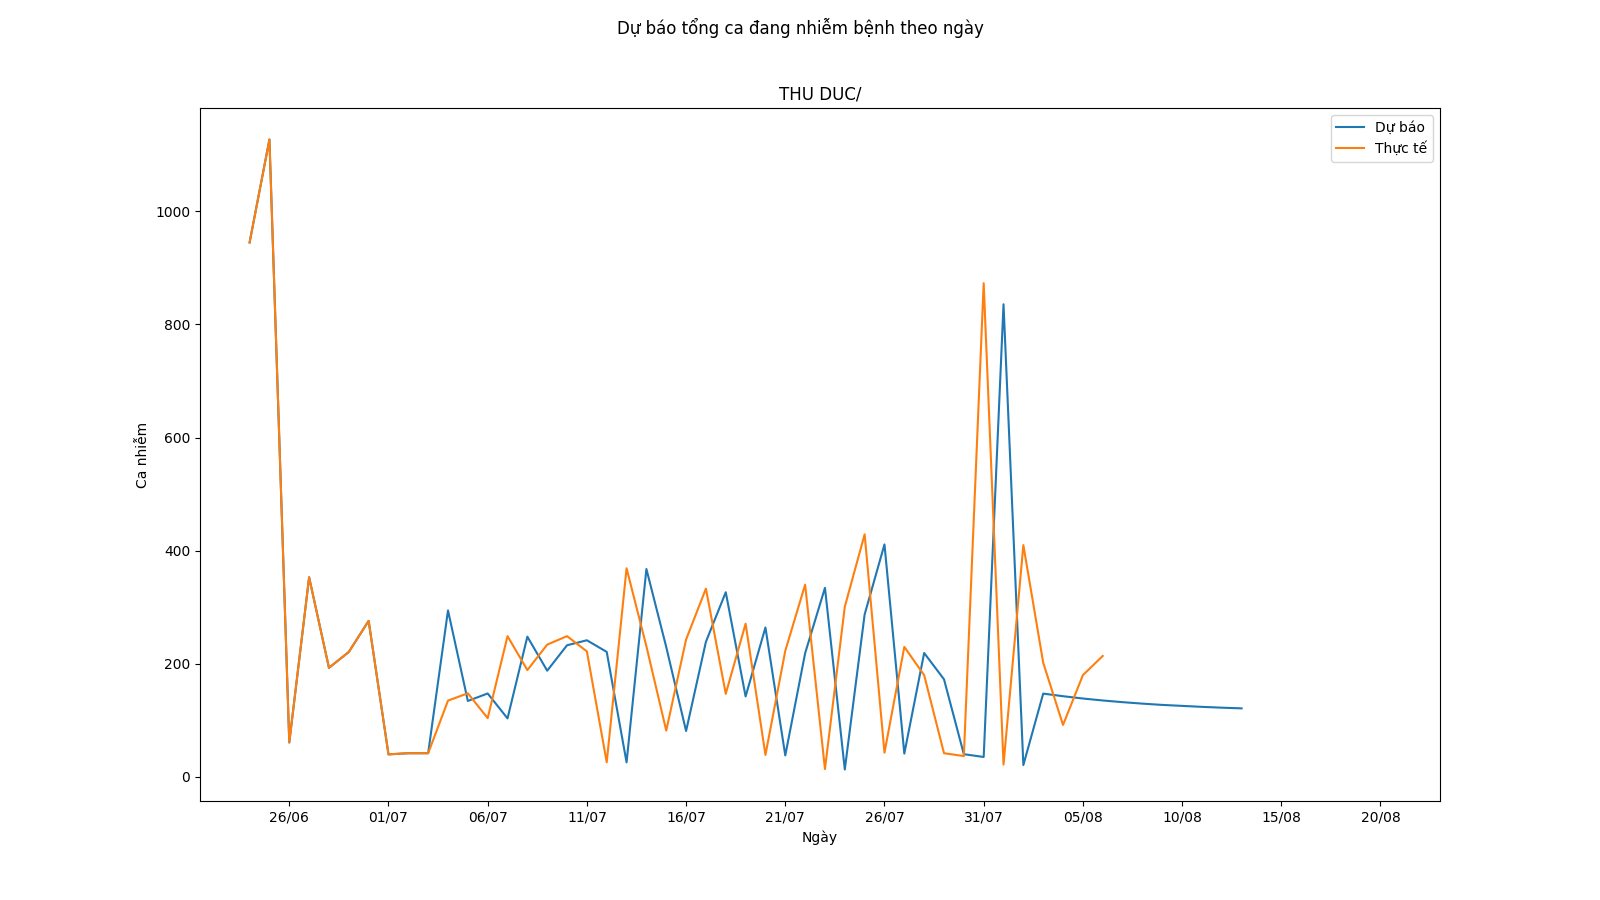 Dự báo tổng ca đang nhiễm bệnh theo ngày
THU DUC/
Dự báo
Thực tế
1000
800
600
400
200
0
Ca nhiễm
26/06 01/07 06/07 11/07 16/07 21/07 26/07 31/07 05/08 10/08 15/08 20/08
Ngày